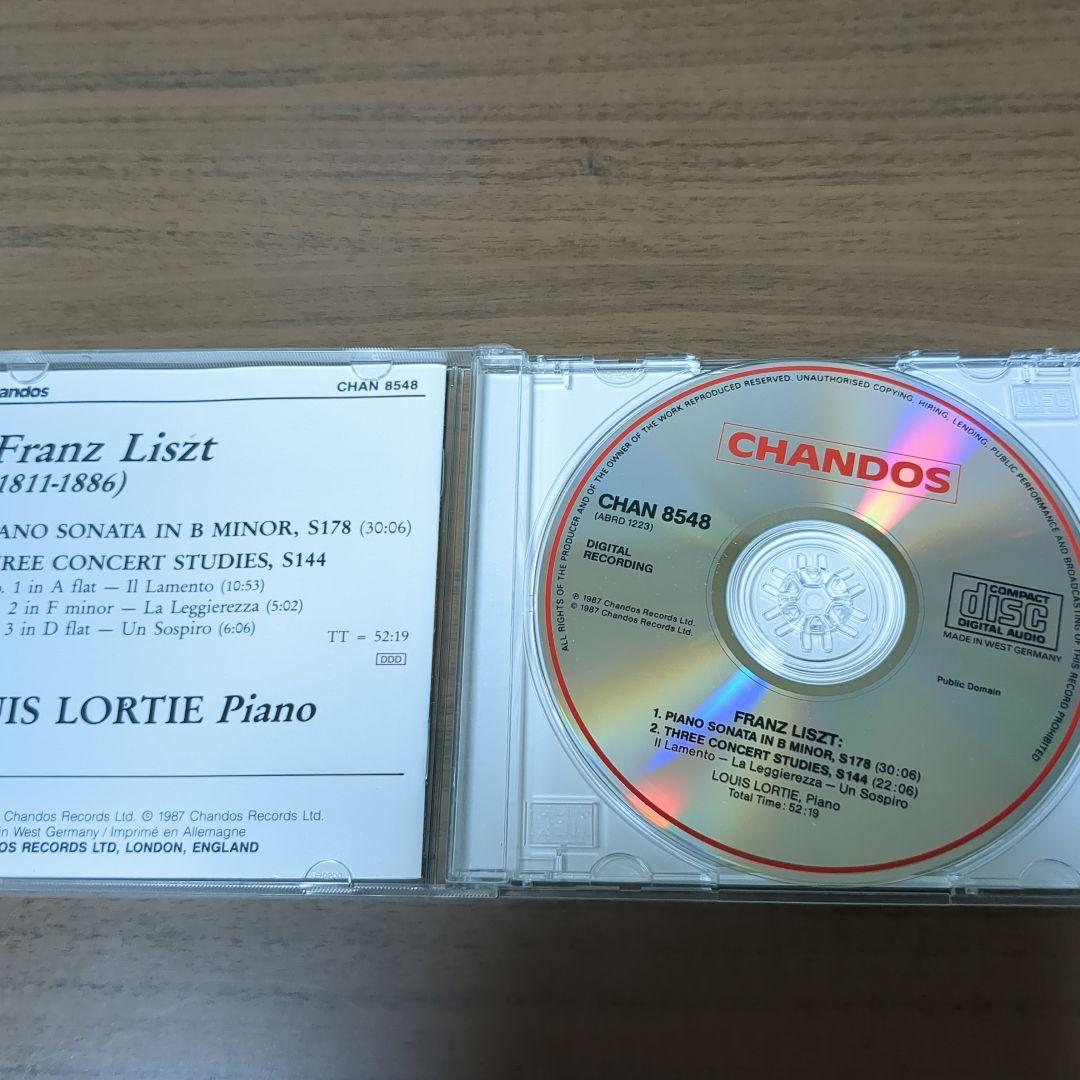 andos
CHAN 8548
Franz Liszt
1811-1886)
ANO SONATA IN B MINOR, S178 (30:06)
REE CONCERT STUDIES, S144
. 1 in A flat — Il Lamento (10:53)
2 in F minor — La Leggierezza (5:02)
3 in D flat — Un Sospiro (6:06)
TT = 52:19
DDD
IS LORTIE Piano
Chandos Records Ltd. © 1987 Chandos Records Ltd.
in West Germany / Imprimé en Allemagne
OS RECORDS LTD, LONDON, ENGLAND
ALL RIGHTS OF THE PRODUCER AND OF THE OWNER OF THE WORK REPRODUCED RESERVED. UNAUTHORISED COPYING, HIRING, LENDING, PUBLIC PERFORMANCE AND BROADCASTING OF THIS RECORD PROHIBITED
CHANDOS
CHAN 8548
(ABRD 1223)
DIGITAL
RECORDING
℗ 1987 Chandos Records Ltd.
© 1987 Chandos Records Ltd.
COMPACT
disc
DIGITAL AUDIO
MADE IN WEST GERMANY
Public Domain
FRANZ LISZT:
1. PIANO SONATA IN B MINOR, S178 (30:06)
2. THREE CONCERT STUDIES, S144 (22:06)
Il Lamento — La Leggierezza — Un Sospiro
LOUIS LORTIE, Piano
Total Time: 52:19